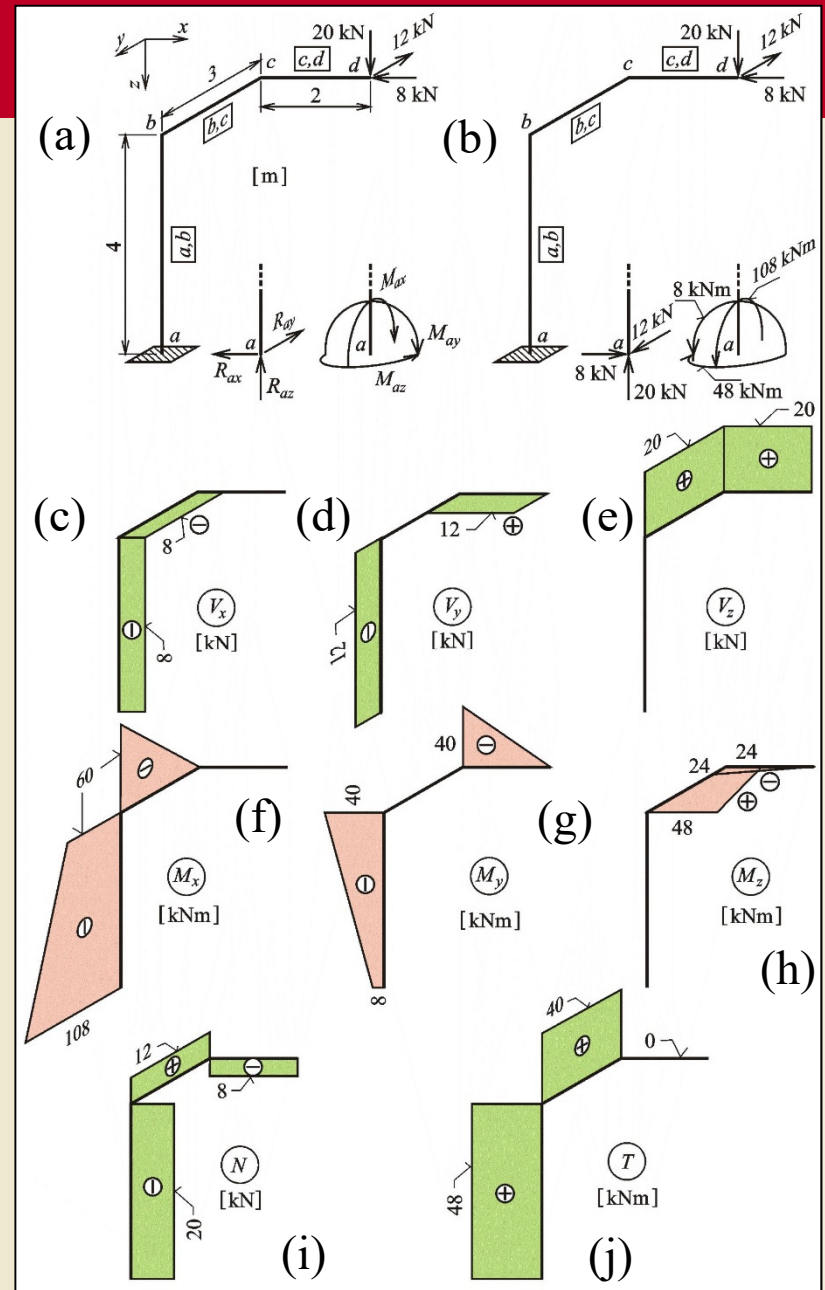 (a)
y
x
z
3
c
c,d
20 kN
12 kN
d
8 kN
2
b
b,c
[m]
4
a,b
a
R_ax
R_ay
R_az
a
M_ax
M_ay
M_az
a
(b)
c
c,d
20 kN
12 kN
d
8 kN
b
b,c
a,b
a
8 kN
12 kN
a
20 kN
8 kNm
108 kNm
a
48 kNm
(c)
8
−
−
8
V_x
[kN]
(d)
12
+
12
−
V_y
[kN]
(e)
20
20
+
+
V_z
[kN]
(f)
60
−
−
108
M_x
[kNm]
(g)
40
−
40
−
8
M_y
[kNm]
(h)
24
24
−
+
48
M_z
[kNm]
(i)
12
+
−
8
−
20
N
[kN]
(j)
40
+
0
48
+
T
[kNm]